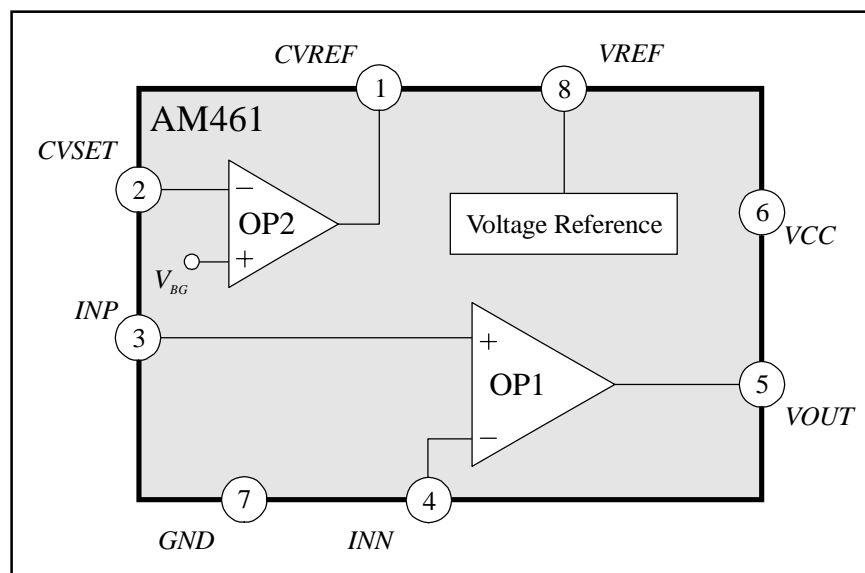 CVREF
VREF
1
8
AM461
CVSET
2
−
OP2
+
V_BG
Voltage Reference
6
VCC
INP
3
+
OP1
−
5
VOUT
7
4
GND
INN